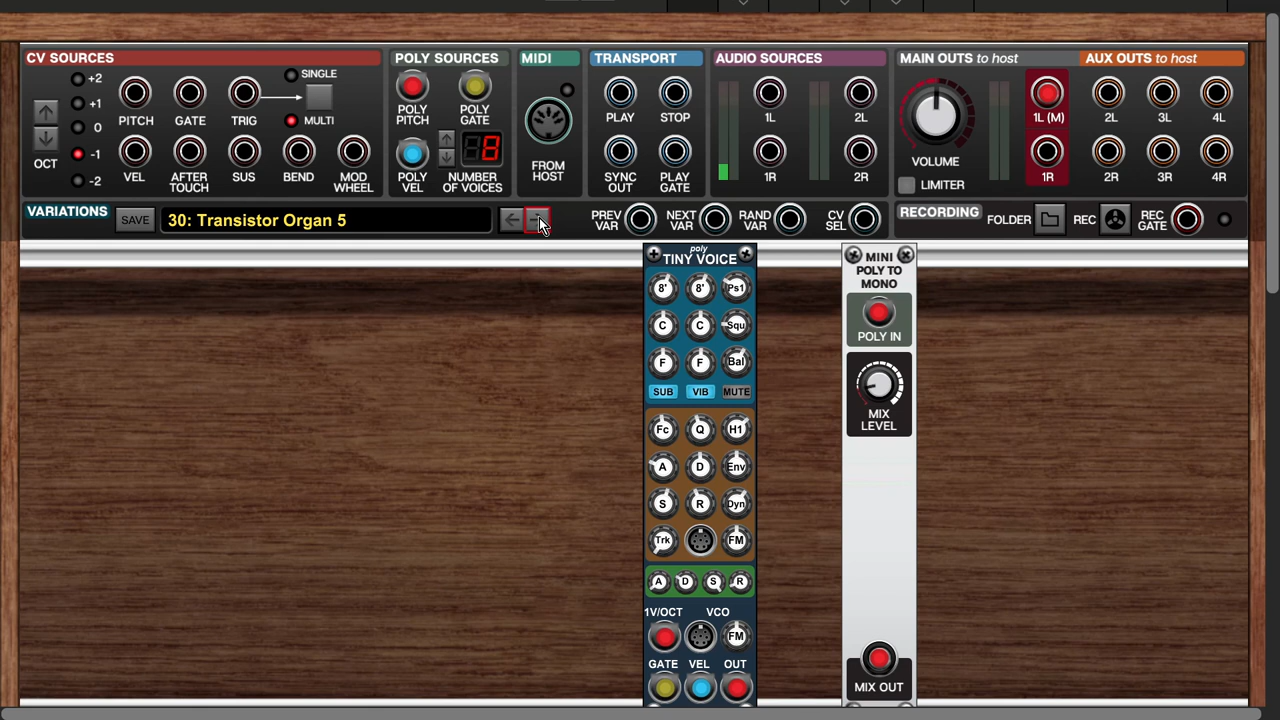 CV SOURCES
+2
+1
0
-1
-2
OCT
PITCH
GATE
TRIG
SINGLE
MULTI
VEL
AFTER
TOUCH
SUS
BEND
MOD
WHEEL
POLY SOURCES
POLY
PITCH
POLY
GATE
POLY
VEL
8
NUMBER
OF VOICES
MIDI
FROM
HOST
TRANSPORT
PLAY
STOP
SYNC
OUT
PLAY
GATE
AUDIO SOURCES
1L
2L
1R
2R
MAIN OUTS to host
VOLUME
LIMITER
1L (M)
1R
AUX OUTS to host
2L
3L
4L
2R
3R
4R
VARIATIONS
SAVE
30: Transistor Organ 5
PREV
VAR
NEXT
VAR
RAND
VAR
CV
SEL
RECORDING
FOLDER
REC
REC
GATE
poly
TINY VOICE
8'
8'
Ps1
C
C
Squ
F
F
Bal
SUB
VIB
MUTE
Fc
Q
H1
A
D
Env
S
R
Dyn
Trk
FM
A
D
S
R
1V/OCT
VCO
FM
GATE
VEL
OUT
MINI
POLY TO
MONO
POLY IN
MIX
LEVEL
MIX OUT